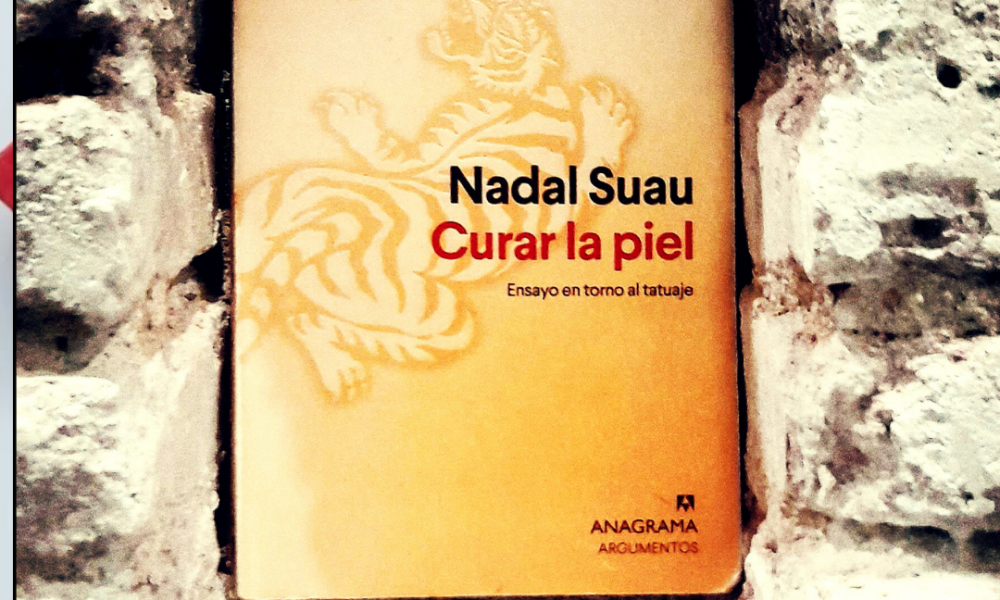 Nadal Suau
Curar la piel
Ensayo en torno al tatuaje
ANAGRAMA
ARGUMENTOS